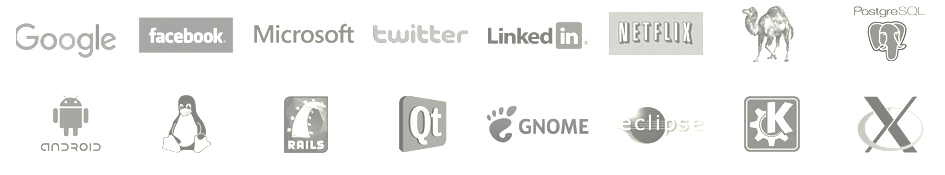 Google
facebook.
Microsoft
twitter
Linked in
NETFLIX
PostgreSQL
ANDROID
RAILS
Qt
GNOME
eclipse
K
X